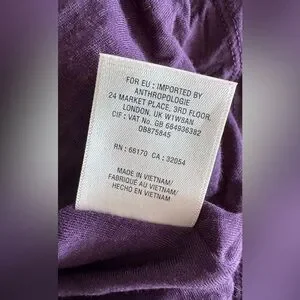 FOR EU : IMPORTED BY
ANTHROPOLOGIE
24 MARKET PLACE, 3RD FLOOR,
LONDON, UK W1W8AN
CIF : VAT No. GB 684936382
OB875845
RN : 66170 CA : 32054
MADE IN VIETNAM/
FABRIQUÉ AU VIETNAM/
HECHO EN VIETNAM